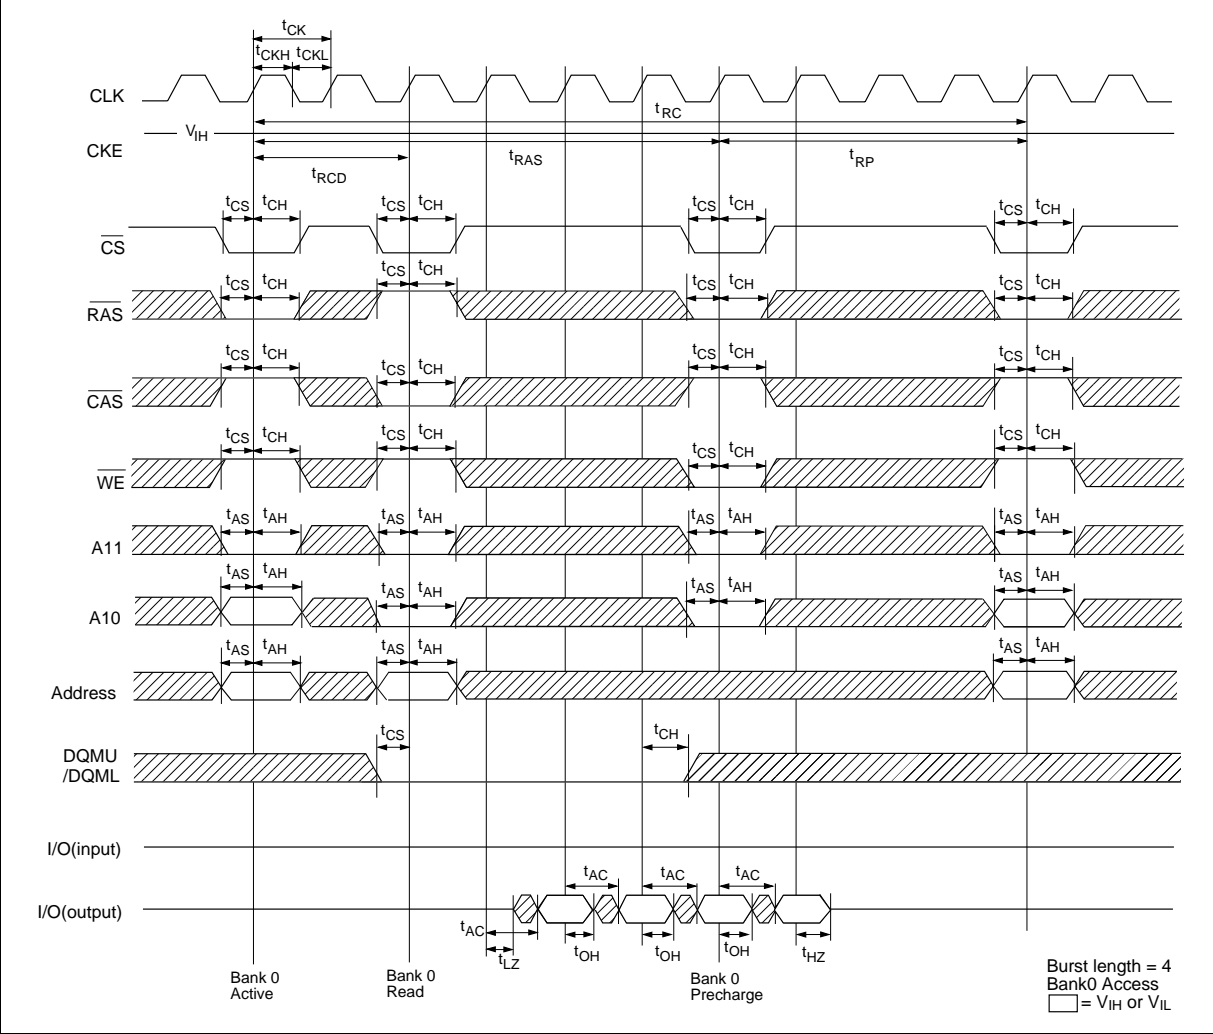 tCK
tCKH tCKL
CLK
tRC
VIH
CKE
tRAS
tRP
tRCD
tCS tCH tCS tCH tCS tCH tCS tCH
CS
tCS tCH tCS tCH tCS tCH tCS tCH
RAS
tCS tCH tCS tCH tCS tCH tCS tCH
CAS
tCS tCH tCS tCH tCS tCH tCS tCH
WE
tAS tAH tAS tAH tAS tAH tAS tAH
A11
tAS tAH tAS tAH tAS tAH tAS tAH
A10
tAS tAH tAS tAH tAS tAH
Address
tCS tCH
DQMU
/DQML
I/O(input)
tAC tAC tAC
I/O(output)
tAC
tLZ tOH tOH tOH tHZ
Bank 0
Active
Bank 0
Read
Bank 0
Precharge
Burst length = 4
Bank0 Access
= VIH or VIL